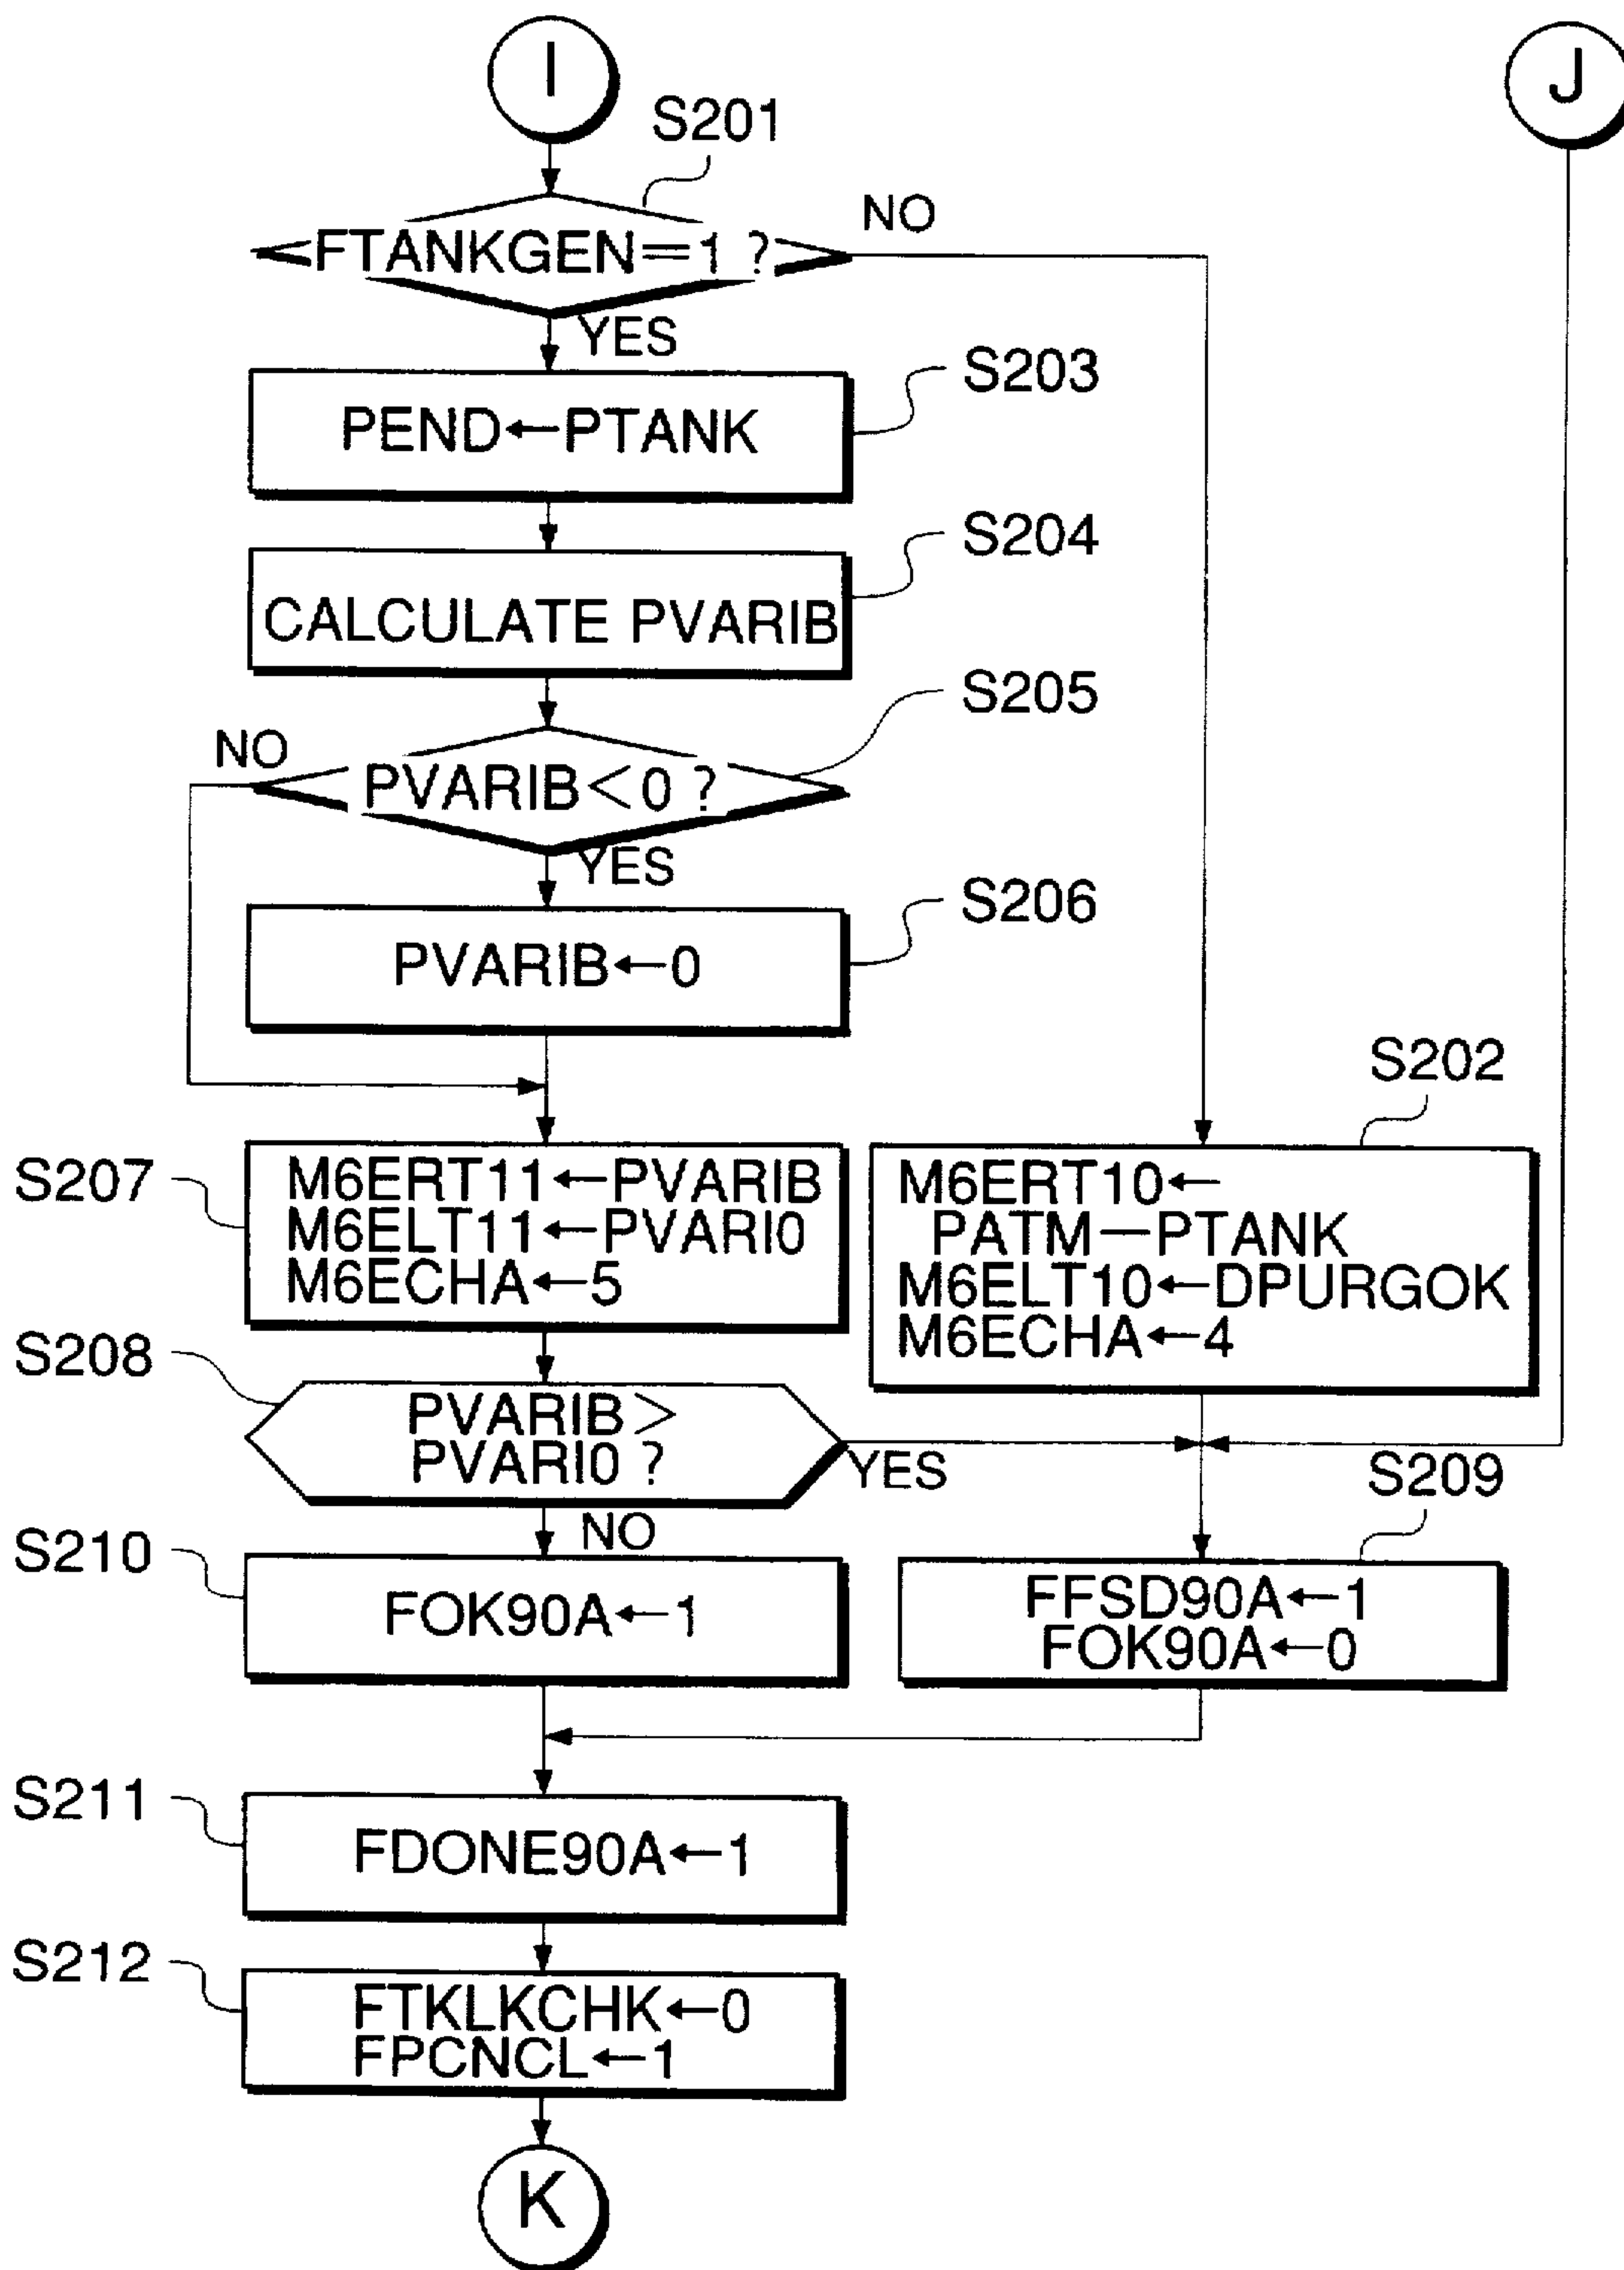 I
J
S201
FTANKGEN=1 ?
NO
YES
S203
PEND←PTANK
S204
CALCULATE PVARIB
S205
NO
PVARIB<0 ?
YES
S206
PVARIB←0
S202
S207
M6ERT11←PVARIB
M6ELT11←PVARI0
M6ECHA←5
M6ERT10←
PATM—PTANK
M6ELT10←DPURGOK
M6ECHA←4
S208
PVARIB>
PVARI0 ?
YES
NO
S209
S210
FOK90A←1
FFSD90A←1
FOK90A←0
S211
FDONE90A←1
S212
FTKLKCHK←0
FPCNCL←1
K